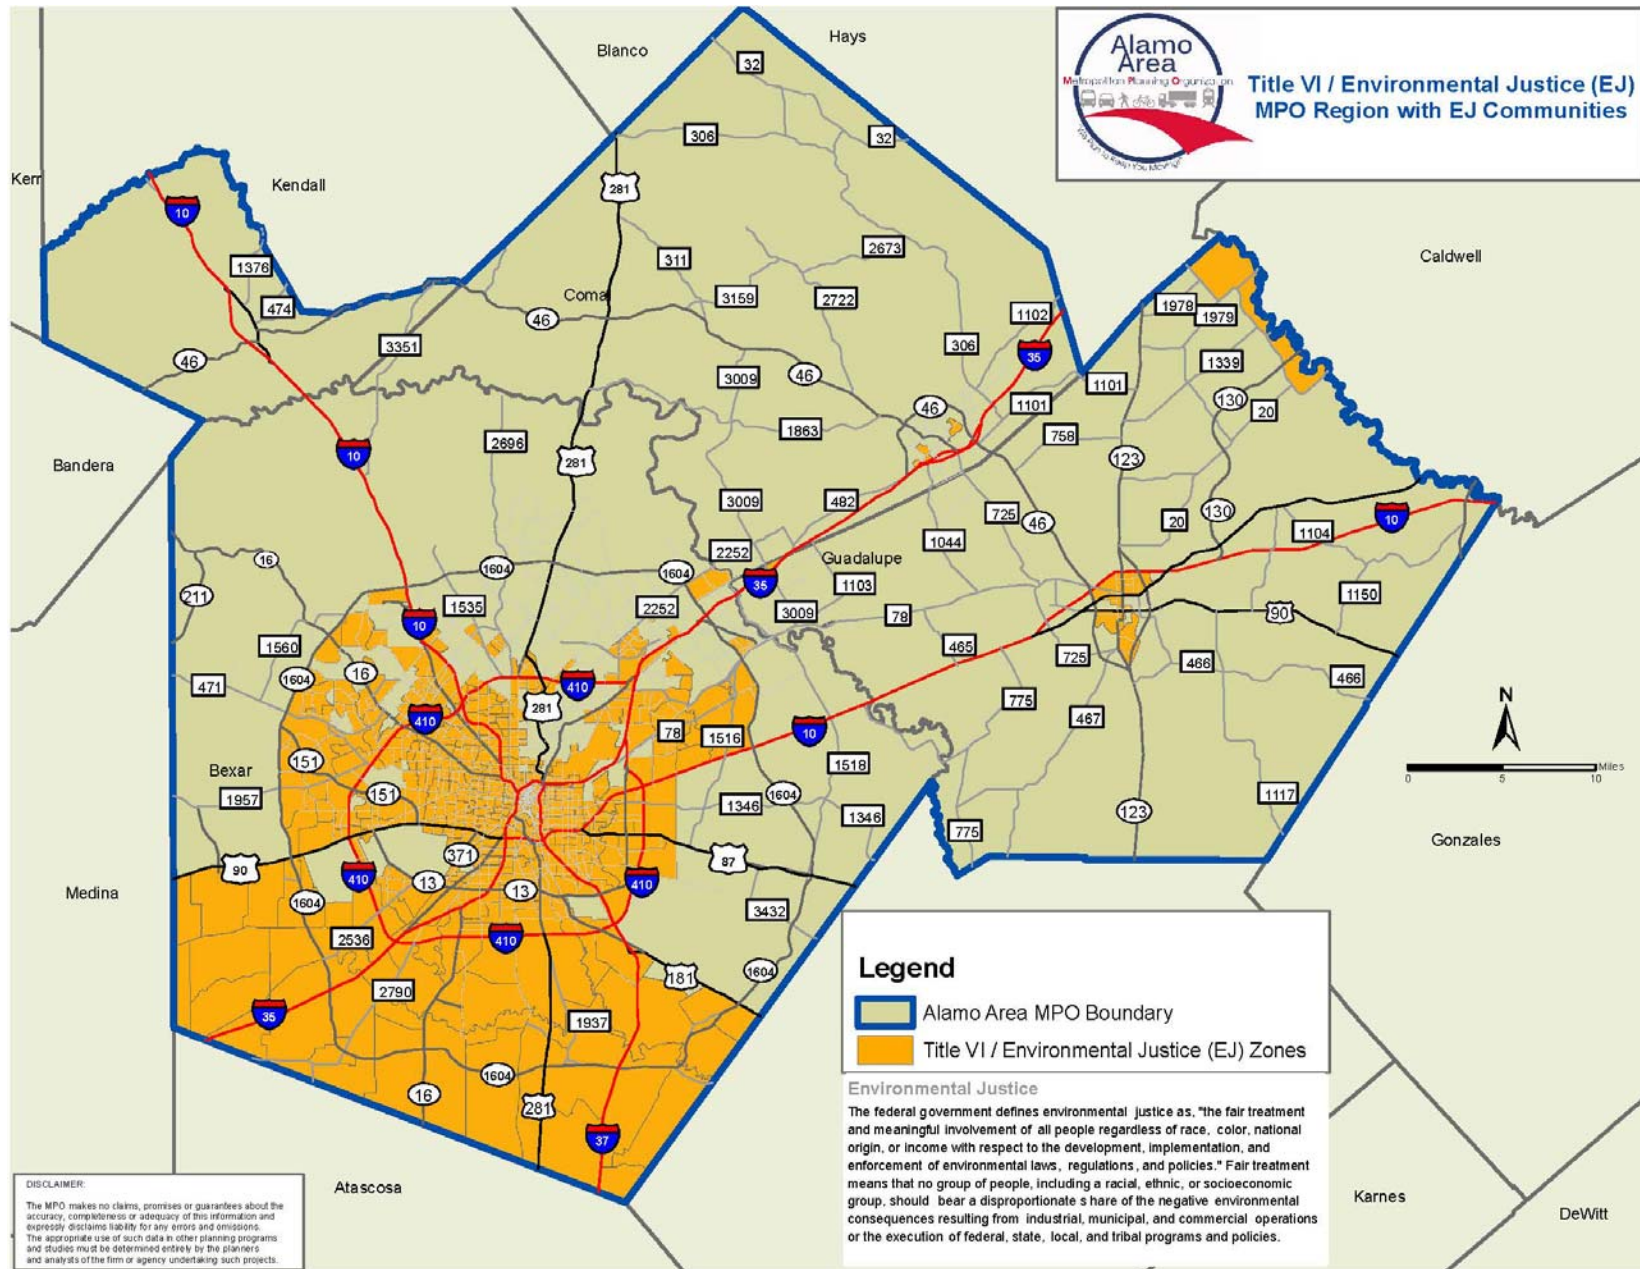 Blanco
Hays
Alamo
Area
Metropolitan Planning Organization
We Plan To Keep You Moving!
Title VI / Environmental Justice (EJ)
MPO Region with EJ Communities
32
306
32
Kerr
Kendall
281
10
Caldwell
1376
311
2673
474
Comal
3159
2722
1978
1979
46
1102
3351
306
35
46
1339
3009
46
1101
130
46
1101
20
1863
758
2696
10
281
123
Bandera
3009
482
725
46
20
130
10
1104
2252
1044
16
1604
1604
Guadalupe
35
1103
211
1535
2252
3009
78
1150
90
10
1560
465
725
466
1604
16
471
410
466
281
775
410
467
78
1516
10
N
151
1518
Bexar
Miles
0
5
10
1957
151
1604
1346
1346
1117
123
775
Gonzales
371
87
90
410
13
410
13
Medina
1604
3432
2536
410
1604
181
Legend
2790
35
1937
Alamo Area MPO Boundary
Title VI / Environmental Justice (EJ) Zones
1604
16
281
37
Environmental Justice
The federal government defines environmental justice as, "the fair treatment
and meaningful involvement of all people regardless of race, color, national
origin, or income with respect to the development, implementation, and
enforcement of environmental laws, regulations, and policies." Fair treatment
means that no group of people, including a racial, ethnic, or socioeconomic
group, should bear a disproportionate s hare of the negative environmental
consequences resulting from industrial, municipal, and commercial operations
or the execution of federal, state, local, and tribal programs and policies.
Atascosa
Karnes
DeWitt
DISCLAIMER:
The MPO makes no claims, promises or guarantees about the
accuracy, completeness or adequacy of this information and
expressly disclaims liability for any errors and omissions.
The appropriate use of such data in other planning programs
and studies must be determined entirely by the planners
and analysts of the firm or agency undertaking such projects.